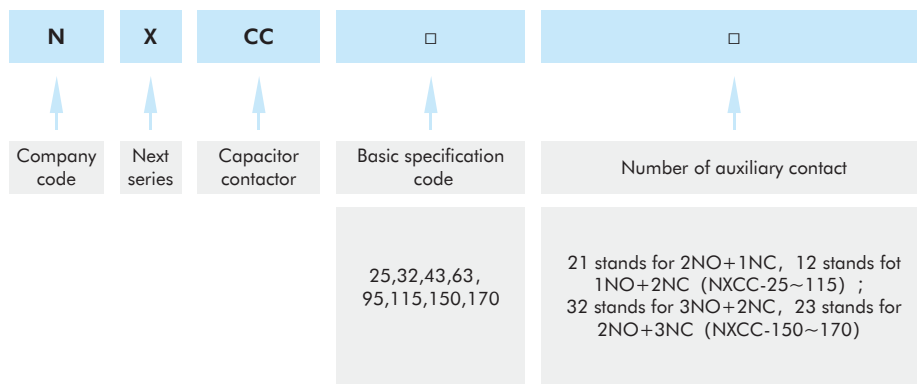 N X CC □ □
Company code
Next series
Capacitor contactor
Basic specification code
Number of auxiliary contact
25,32,43,63,
95,115,150,170
21 stands for 2NO+1NC, 12 stands fot
1NO+2NC (NXCC-25~115) ;
32 stands for 3NO+2NC, 23 stands for
2NO+3NC (NXCC-150~170)